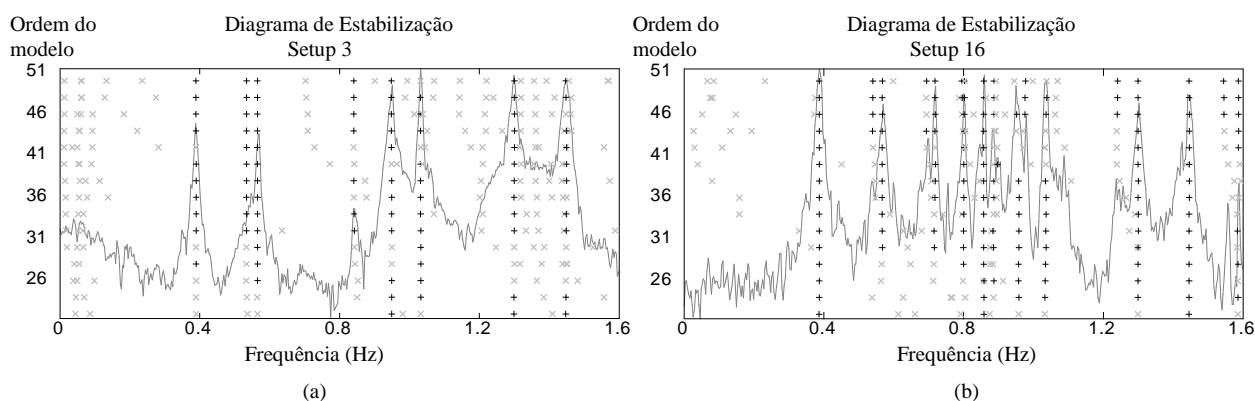 Ordem do
modelo
Diagrama de Estabilização
Setup 3
51
46
41
36
31
26
0
0.4
0.8
1.2
1.6
Frequência (Hz)
(a)
Ordem do
modelo
Diagrama de Estabilização
Setup 16
51
46
41
36
31
26
0
0.4
0.8
1.2
1.6
Frequência (Hz)
(b)